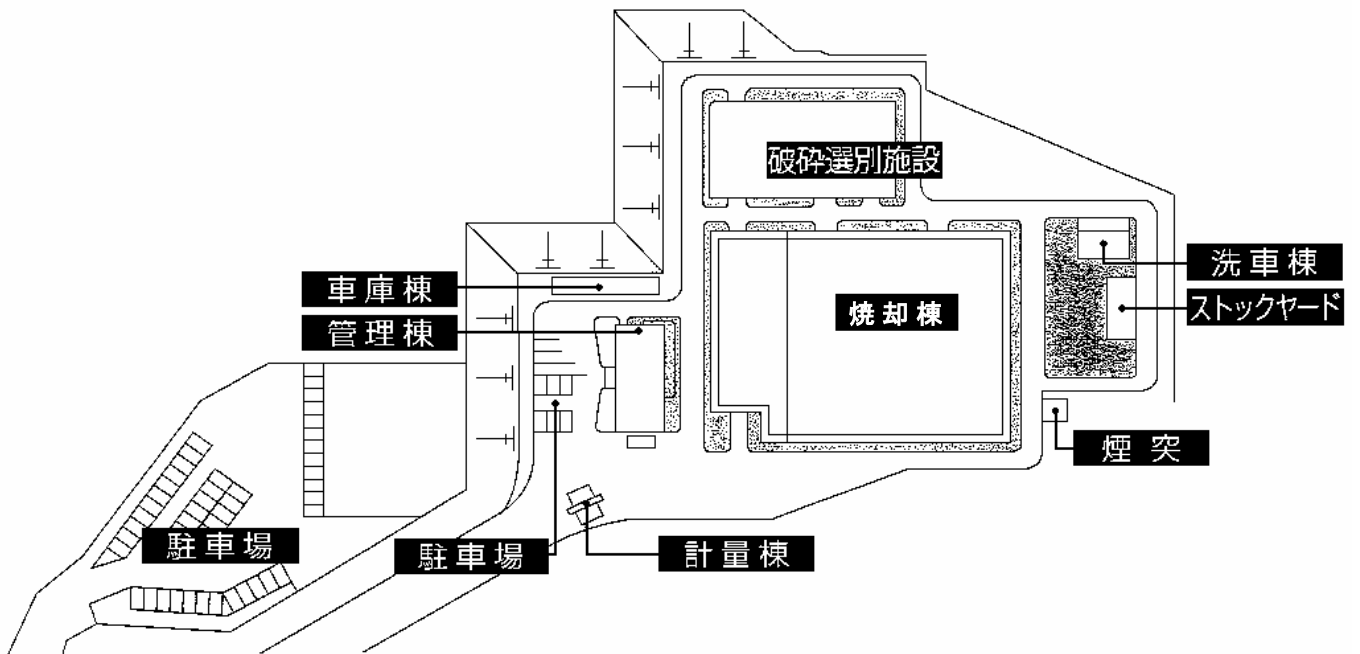 破砕選別施設
洗車棟
車庫棟
ストックヤード
焼却棟
管理棟
煙突
駐車場
駐車場
計量棟